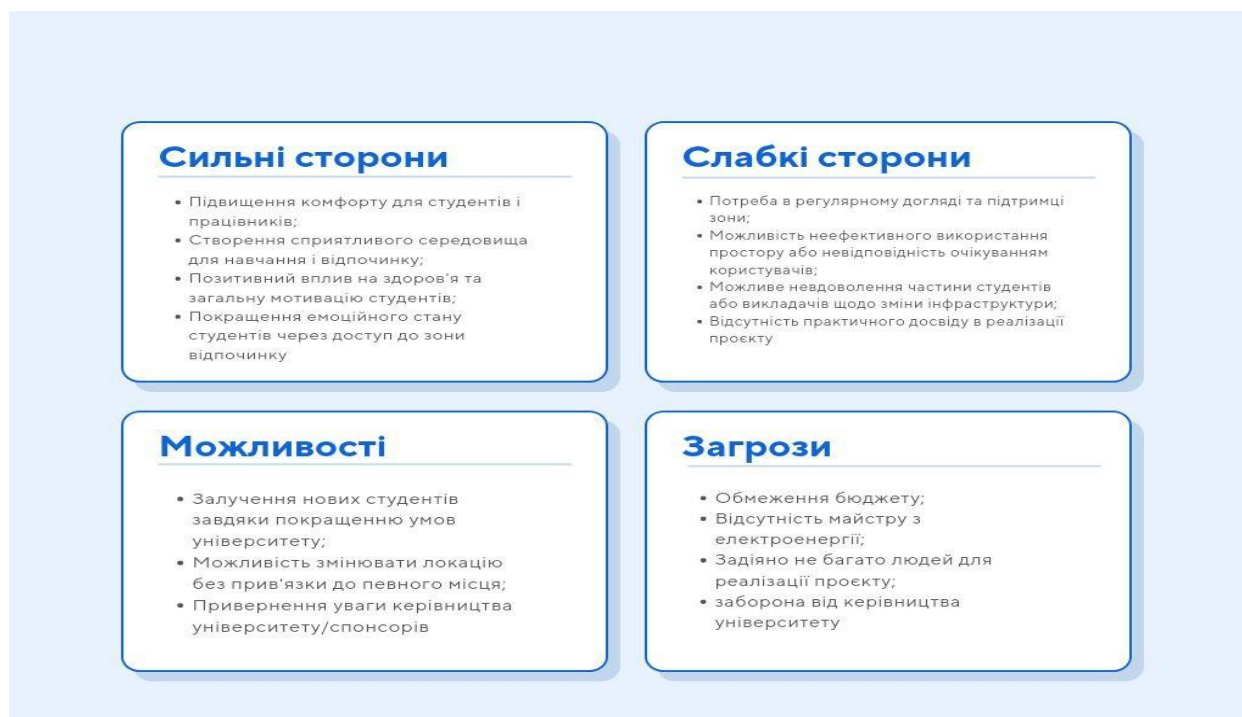 Сильні сторони
• Підвищення комфорту для студентів і
працівників;
• Створення сприятливого середовища
для навчання і відпочинку;
• Позитивний вплив на здоров'я та
загальну мотивацію студентів;
• Покращення емоційного стану
студентів через доступ до зони
відпочинку
Слабкі сторони
• Потреба в регулярному догляді та підтримці
зони;
• Можливість неефективного використання
простору або невідповідність очікуванням
користувачів;
• Можливе невдоволення частини студентів
або викладачів щодо зміни інфраструктури;
• Відсутність практичного досвіду в реалізації
проєкту
Можливості
• Залучення нових студентів
завдяки покращенню умов
університету;
• Можливість змінювати локацію
без прив'язки до певного місця;
• Привернення уваги керівництва
університету/спонсорів
Загрози
• Обмеження бюджету;
• Відсутність майстру з
електроенергії;
• Задіяно не багато людей для
реалізації проєкту;
• заборона від керівництва
університету